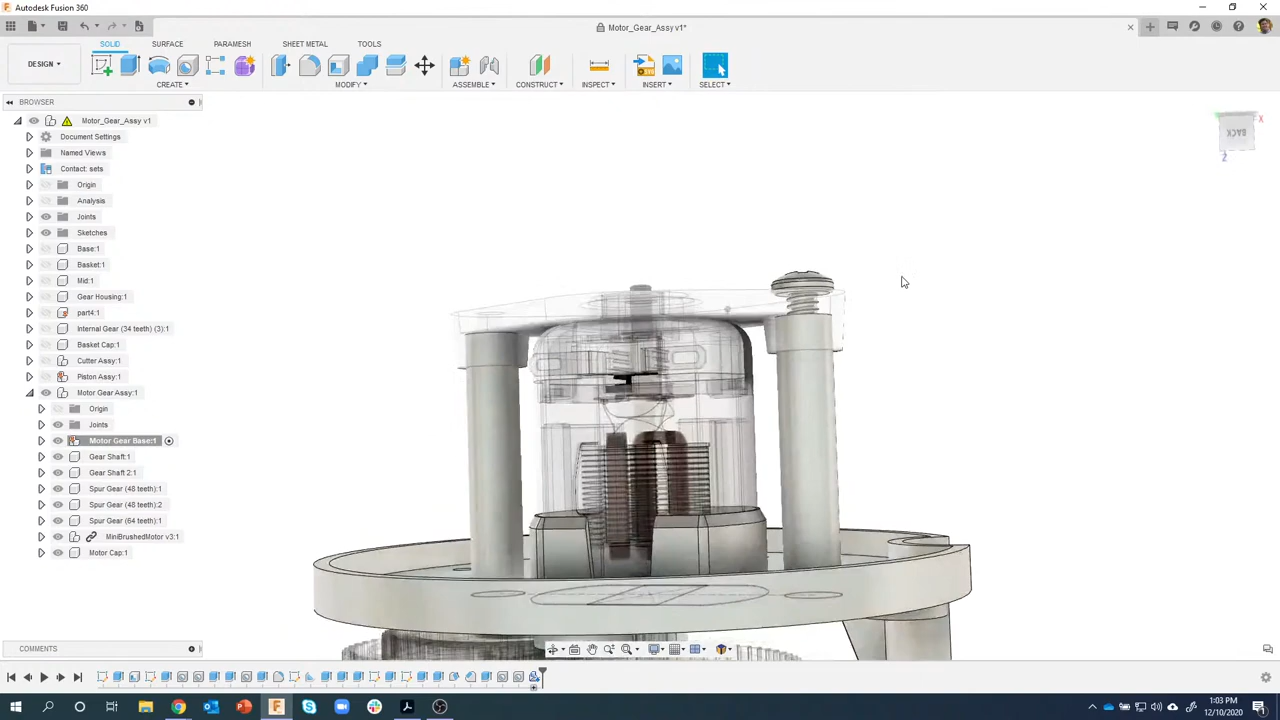 Autodesk Fusion 360
Motor_Gear_Assy v1*
DESIGN
SOLID
SURFACE
PARAMESH
SHEET METAL
TOOLS
CREATE
MODIFY
ASSEMBLE
CONSTRUCT
INSPECT
INSERT
SELECT
BROWSER
Motor_Gear_Assy v1
Document Settings
Named Views
Contact: sets
Origin
Analysis
Joints
Sketches
Base:1
Basket:1
Mid:1
Gear Housing:1
part4:1
Internal Gear (34 teeth) (3):1
Basket Cap:1
Cutter Assy:1
Piston Assy:1
Motor Gear Assy:1
Origin
Joints
Motor Gear Base:1
Gear Shaft:1
Gear Shaft 2:1
Spur Gear (48 teeth):1
Spur Gear (48 teeth):2
Spur Gear (64 teeth):1
MiniBrushedMotor v3:1
Motor Cap:1
BACK
X
Z
COMMENTS
1:03 PM
12/10/2020